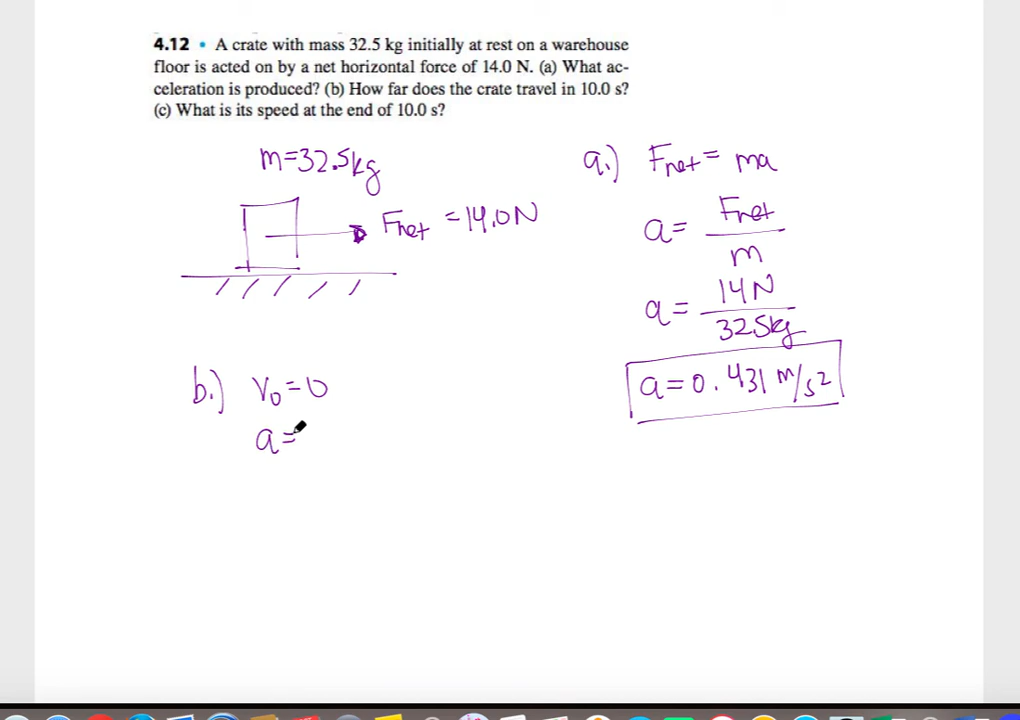 4.12 • A crate with mass 32.5 kg initially at rest on a warehouse
floor is acted on by a net horizontal force of 14.0 N. (a) What ac-
celeration is produced? (b) How far does the crate travel in 10.0 s?
(c) What is its speed at the end of 10.0 s?
m=32.5kg
Fnet = 14.0N
a.) Fnet = ma
a = Fnet
m
a = 14N
32.5kg
a = 0.431 m/s2
b.) V0 = 0
a =